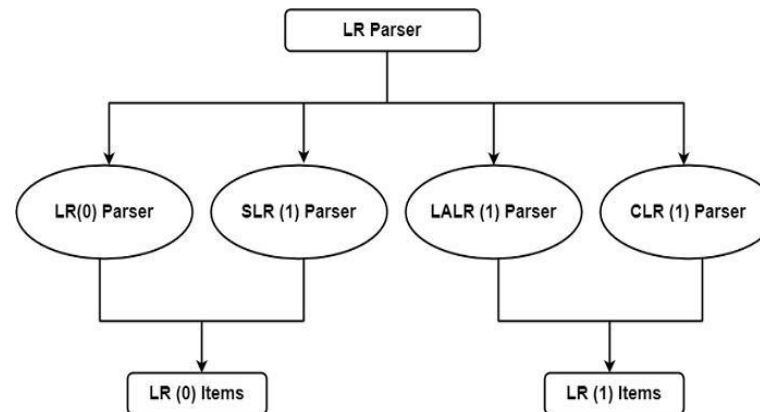 LR Parser
LR(0) Parser
SLR (1) Parser
LALR (1) Parser
CLR (1) Parser
LR (0) Items
LR (1) Items